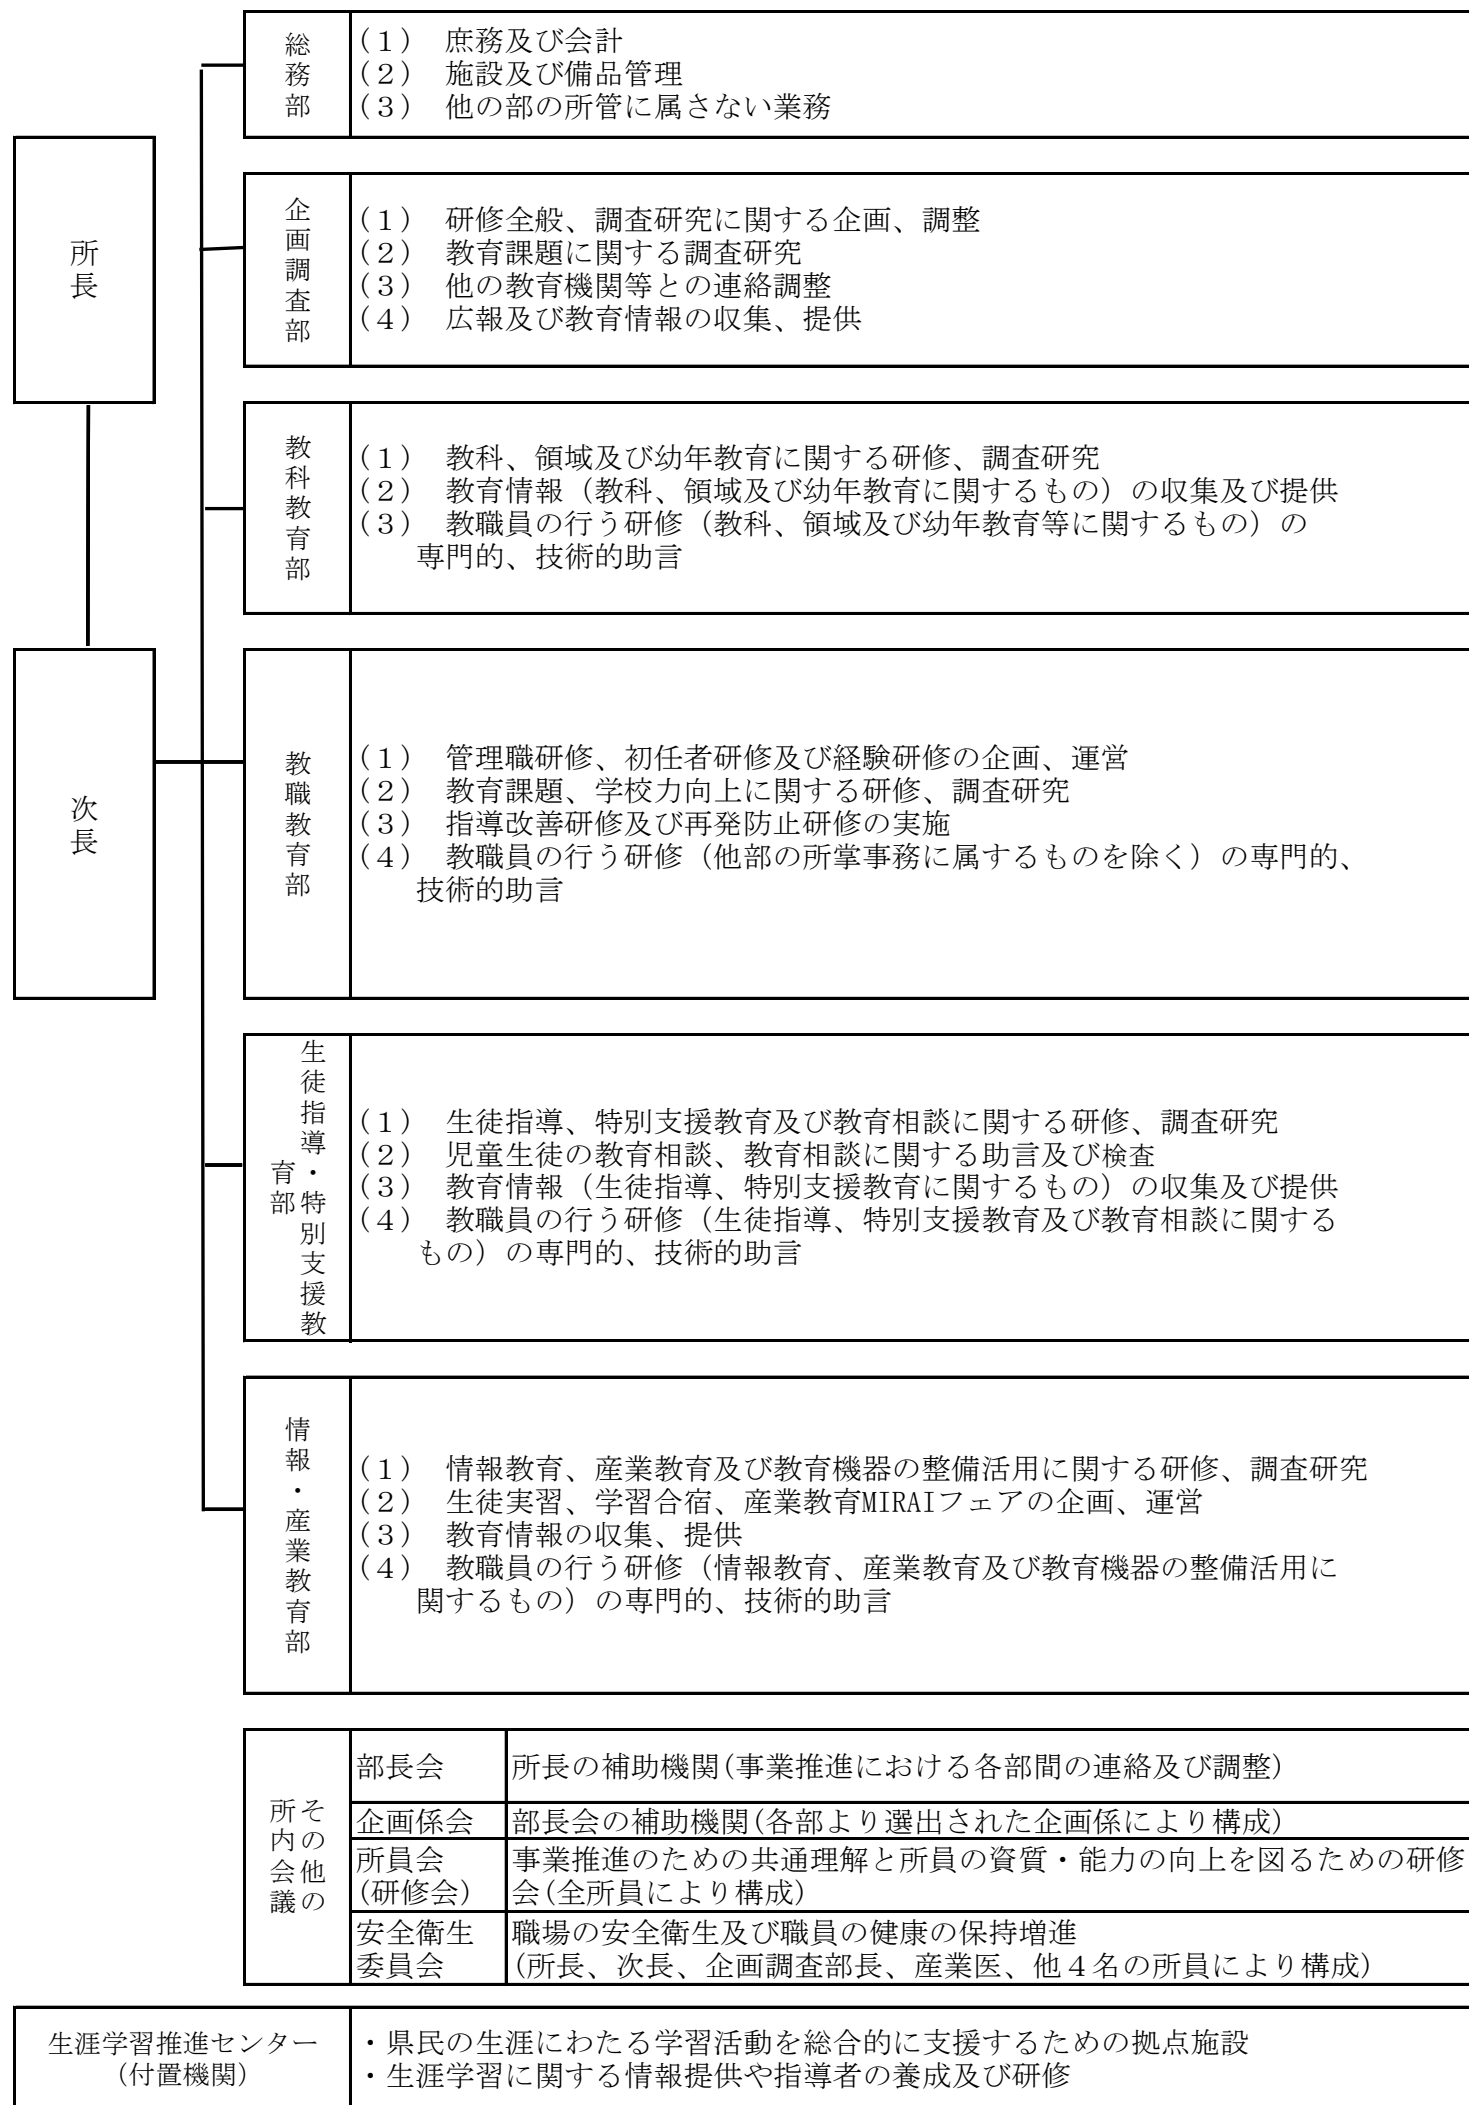 総務部
(１)　庶務及び会計
(２)　施設及び備品管理
(３)　他の部の所管に属さない業務
所長
企画調査部
(１)　研修全般、調査研究に関する企画、調整
(２)　教育課題に関する調査研究
(３)　他の教育機関等との連絡調整
(４)　広報及び教育情報の収集、提供
教科教育部
(１)　教科、領域及び幼年教育に関する研修、調査研究
(２)　教育情報（教科、領域及び幼年教育に関するもの）の収集及び提供
(３)　教職員の行う研修（教科、領域及び幼年教育等に関するもの）の
専門的、技術的助言
次長
教職教育部
(１)　管理職研修、初任者研修及び経験研修の企画、運営
(２)　教育課題、学校力向上に関する研修、調査研究
(３)　指導改善研修及び再発防止研修の実施
(４)　教職員の行う研修（他部の所掌事務に属するものを除く）の専門的、
技術的助言
生徒指導・特別支援教
育部
(１)　生徒指導、特別支援教育及び教育相談に関する研修、調査研究
(２)　児童生徒の教育相談、教育相談に関する助言及び検査
(３)　教育情報（生徒指導、特別支援教育に関するもの）の収集及び提供
(４)　教職員の行う研修（生徒指導、特別支援教育及び教育相談に関する
もの）の専門的、技術的助言
情報・産業教育部
(１)　情報教育、産業教育及び教育機器の整備活用に関する研修、調査研究
(２)　生徒実習、学習合宿、産業教育MIRAIフェアの企画、運営
(３)　教育情報の収集、提供
(４)　教職員の行う研修（情報教育、産業教育及び教育機器の整備活用に
関するもの）の専門的、技術的助言
その他の
所内会議
部長会
所長の補助機関(事業推進における各部間の連絡及び調整)
企画係会
部長会の補助機関(各部より選出された企画係により構成)
所員会
(研修会)
事業推進のための共通理解と所員の資質・能力の向上を図るための研修
会(全所員により構成)
安全衛生
委員会
職場の安全衛生及び職員の健康の保持増進
(所長、次長、企画調査部長、産業医、他４名の所員により構成)
生涯学習推進センター
(付置機関)
・県民の生涯にわたる学習活動を総合的に支援するための拠点施設
・生涯学習に関する情報提供や指導者の養成及び研修